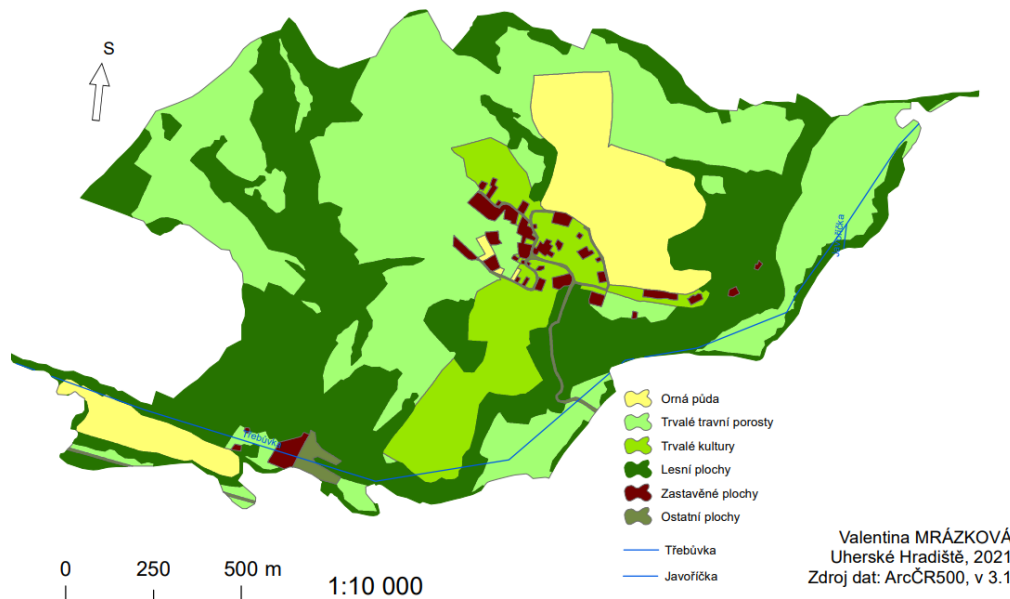 S
Javoříčka
Třebůvka
Orná půda
Trvalé travní porosty
Trvalé kultury
Lesní plochy
Zastavěné plochy
Ostatní plochy
Třebůvka
Javoříčka
0 250 500 m
1:10 000
Valentina MRÁZKOVÁ
Uherské Hradiště, 2021
Zdroj dat: ArcČR500, v 3.1